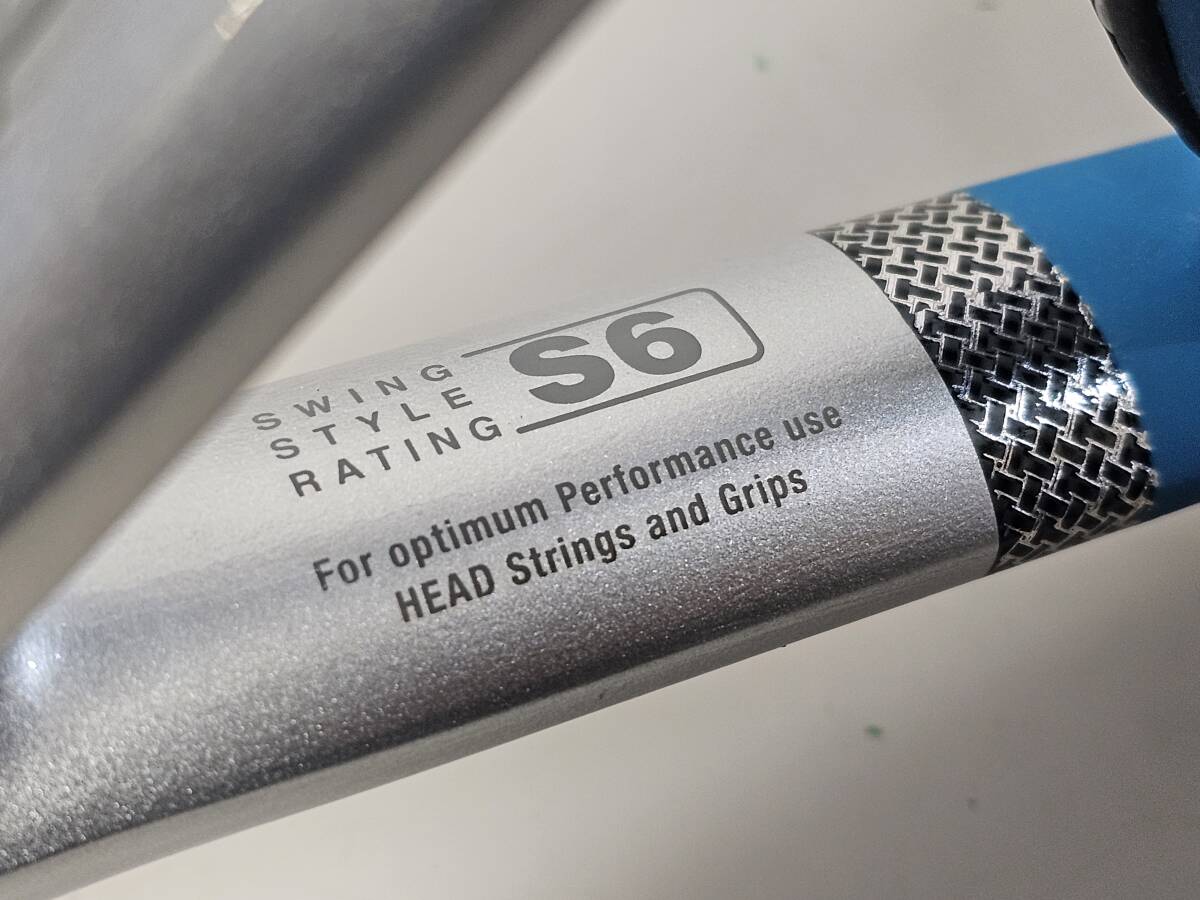 SWING
STYLE
RATING
S6
For optimum Performance use
HEAD Strings and Grips